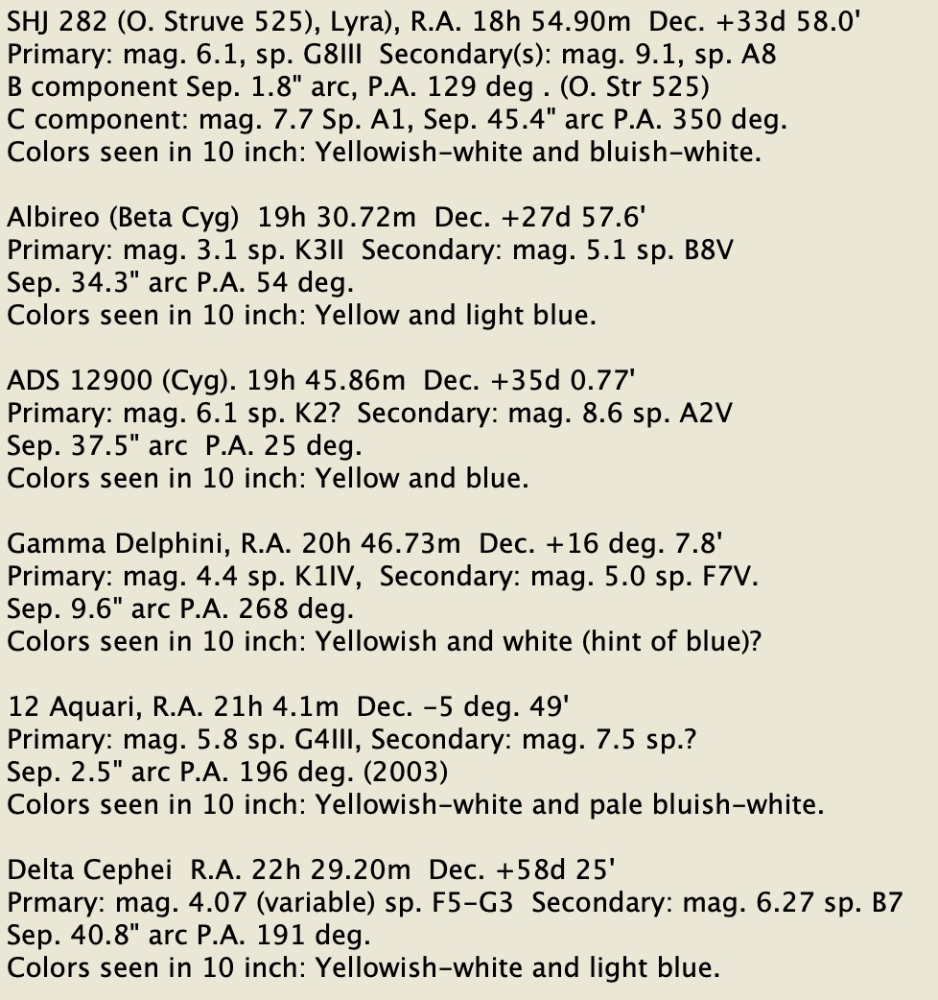 SHJ 282 (O. Struve 525), Lyra), R.A. 18h 54.90m  Dec. +33d 58.0'
Primary: mag. 6.1, sp. G8III  Secondary(s): mag. 9.1, sp. A8
B component Sep. 1.8" arc, P.A. 129 deg . (O. Str 525)
C component: mag. 7.7 Sp. A1, Sep. 45.4" arc P.A. 350 deg.
Colors seen in 10 inch: Yellowish-white and bluish-white.

Albireo (Beta Cyg)  19h 30.72m  Dec. +27d 57.6'
Primary: mag. 3.1 sp. K3II  Secondary: mag. 5.1 sp. B8V
Sep. 34.3" arc P.A. 54 deg.
Colors seen in 10 inch: Yellow and light blue.

ADS 12900 (Cyg). 19h 45.86m  Dec. +35d 0.77'
Primary: mag. 6.1 sp. K2?  Secondary: mag. 8.6 sp. A2V
Sep. 37.5" arc  P.A. 25 deg.
Colors seen in 10 inch: Yellow and blue.

Gamma Delphini, R.A. 20h 46.73m  Dec. +16 deg. 7.8'
Primary: mag. 4.4 sp. K1IV,  Secondary: mag. 5.0 sp. F7V.
Sep. 9.6" arc P.A. 268 deg.
Colors seen in 10 inch: Yellowish and white (hint of blue)?

12 Aquari, R.A. 21h 4.1m  Dec. -5 deg. 49'
Primary: mag. 5.8 sp. G4III, Secondary: mag. 7.5 sp.?
Sep. 2.5" arc P.A. 196 deg. (2003)
Colors seen in 10 inch: Yellowish-white and pale bluish-white.

Delta Cephei  R.A. 22h 29.20m  Dec. +58d 25'
Prmary: mag. 4.07 (variable) sp. F5-G3  Secondary: mag. 6.27 sp. B7
Sep. 40.8" arc P.A. 191 deg.
Colors seen in 10 inch: Yellowish-white and light blue.